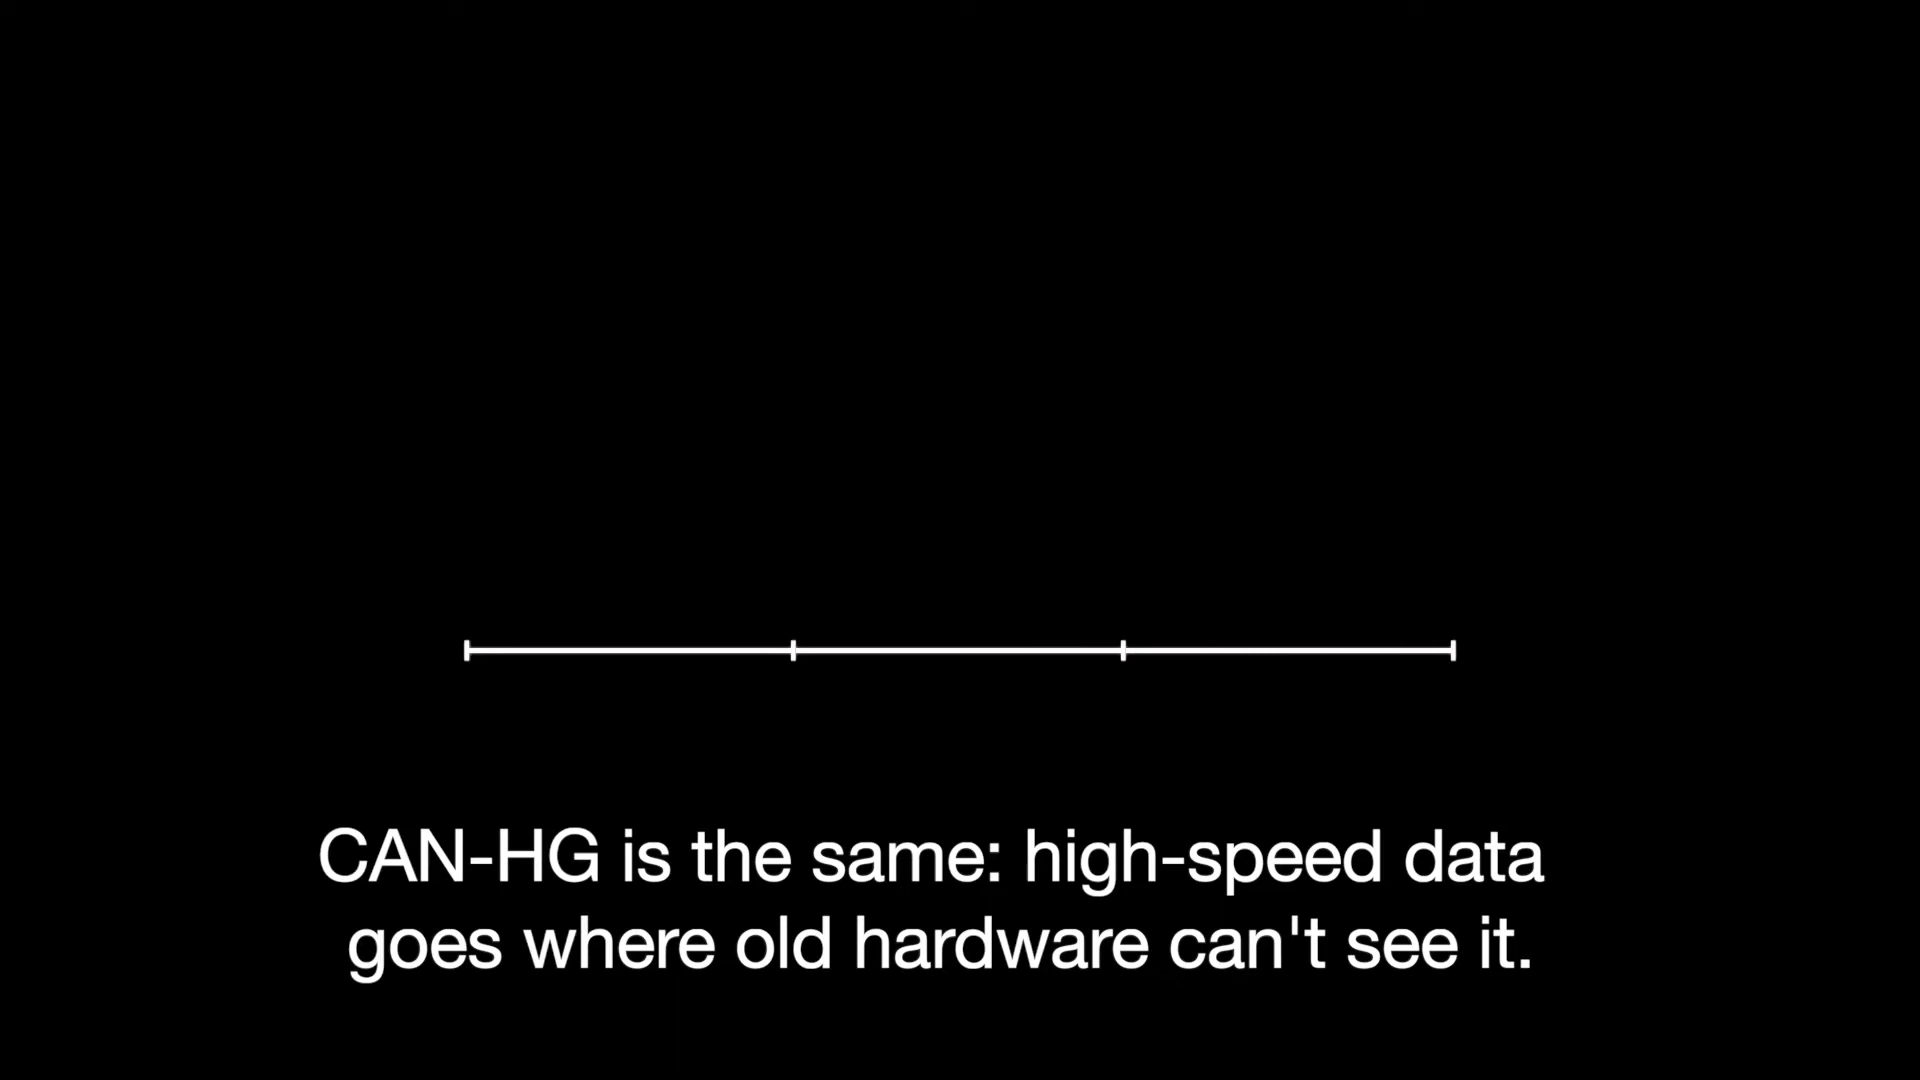 CAN-HG is the same: high-speed data
goes where old hardware can't see it.